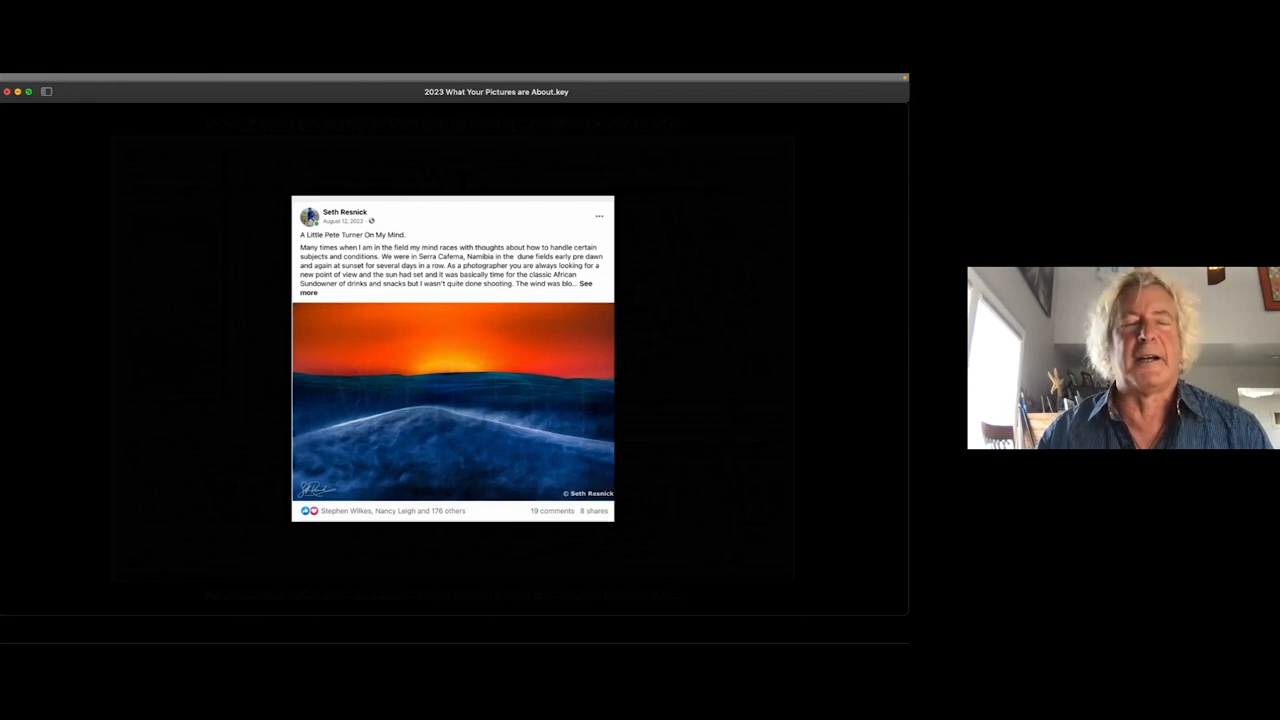 2023 What Your Pictures are About.key
Seth Resnick
August 12, 2022 ·
A Little Pete Turner On My Mind.
Many times when I am in the field my mind races with thoughts about how to handle certain
subjects and conditions. We were in Serra Cafema, Namibia in the dune fields early pre dawn
and again at sunset for several days in a row. As a photographer you are always looking for a
new point of view and the sun had set and it was basically time for the classic African
Sundowner of drinks and snacks but I wasn't quite done shooting. The wind was blo... See
more
© Seth Resnick
Stephen Wilkes, Nancy Leigh and 176 others 19 comments 8 shares